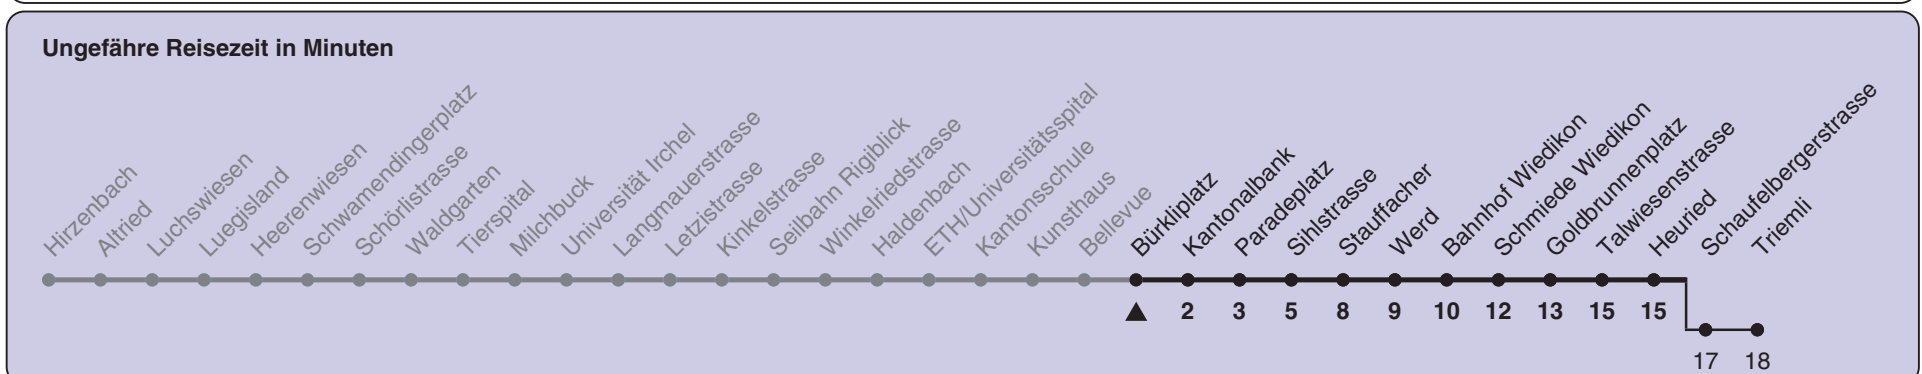 Ungefähre Reisezeit in Minuten
Hirzenbach
Altried
Luchswiesen
Luegisland
Heerenwiesen
Schwamendingerplatz
Schörlistrasse
Waldgarten
Tierspital
Milchbuck
Universität Irchel
Langmauerstrasse
Letzistrasse
Kinkelstrasse
Seilbahn Rigiblick
Winkelriedstrasse
Haldenbach
ETH/Universitätsspital
Kantonsschule
Kunsthaus
Bellevue
Bürkliplatz
Kantonalbank
Paradeplatz
Sihlstrasse
Stauffacher
Werd
Bahnhof Wiedikon
Schmiede Wiedikon
Goldbrunnenplatz
Talwiesenstrasse
Heuried
Schaufelbergerstrasse
Triemli
2 3 5 8 9 10 12 13 15 15
17 18